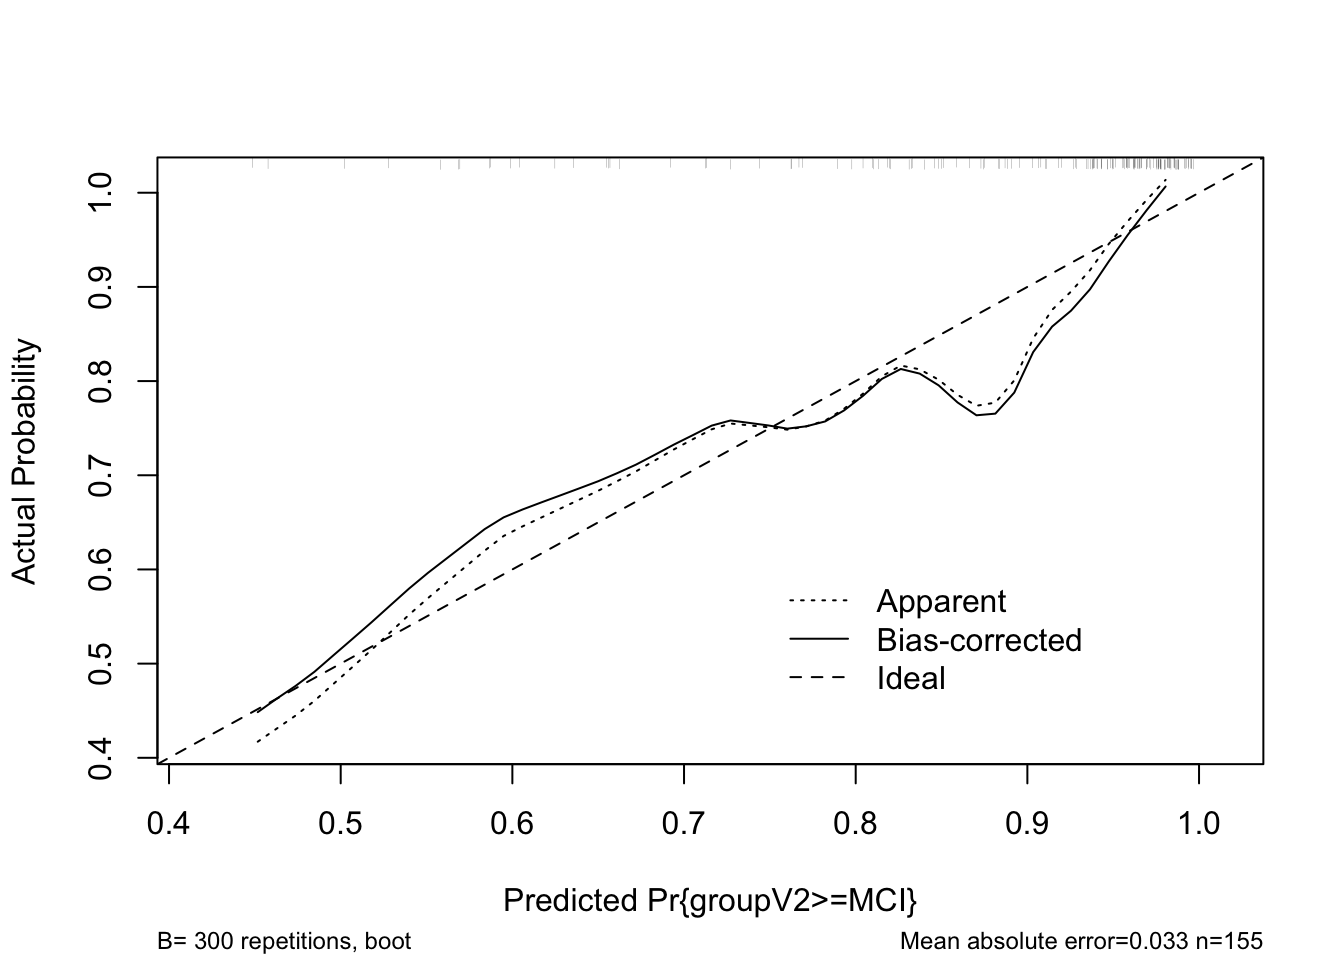 1.0
0.9
0.8
0.7
0.6
0.5
0.4
Actual Probability
Apparent
Bias-corrected
Ideal
0.4 0.5 0.6 0.7 0.8 0.9 1.0
Predicted Pr{groupV2>=MCI}
B= 300 repetitions, boot
Mean absolute error=0.033 n=155